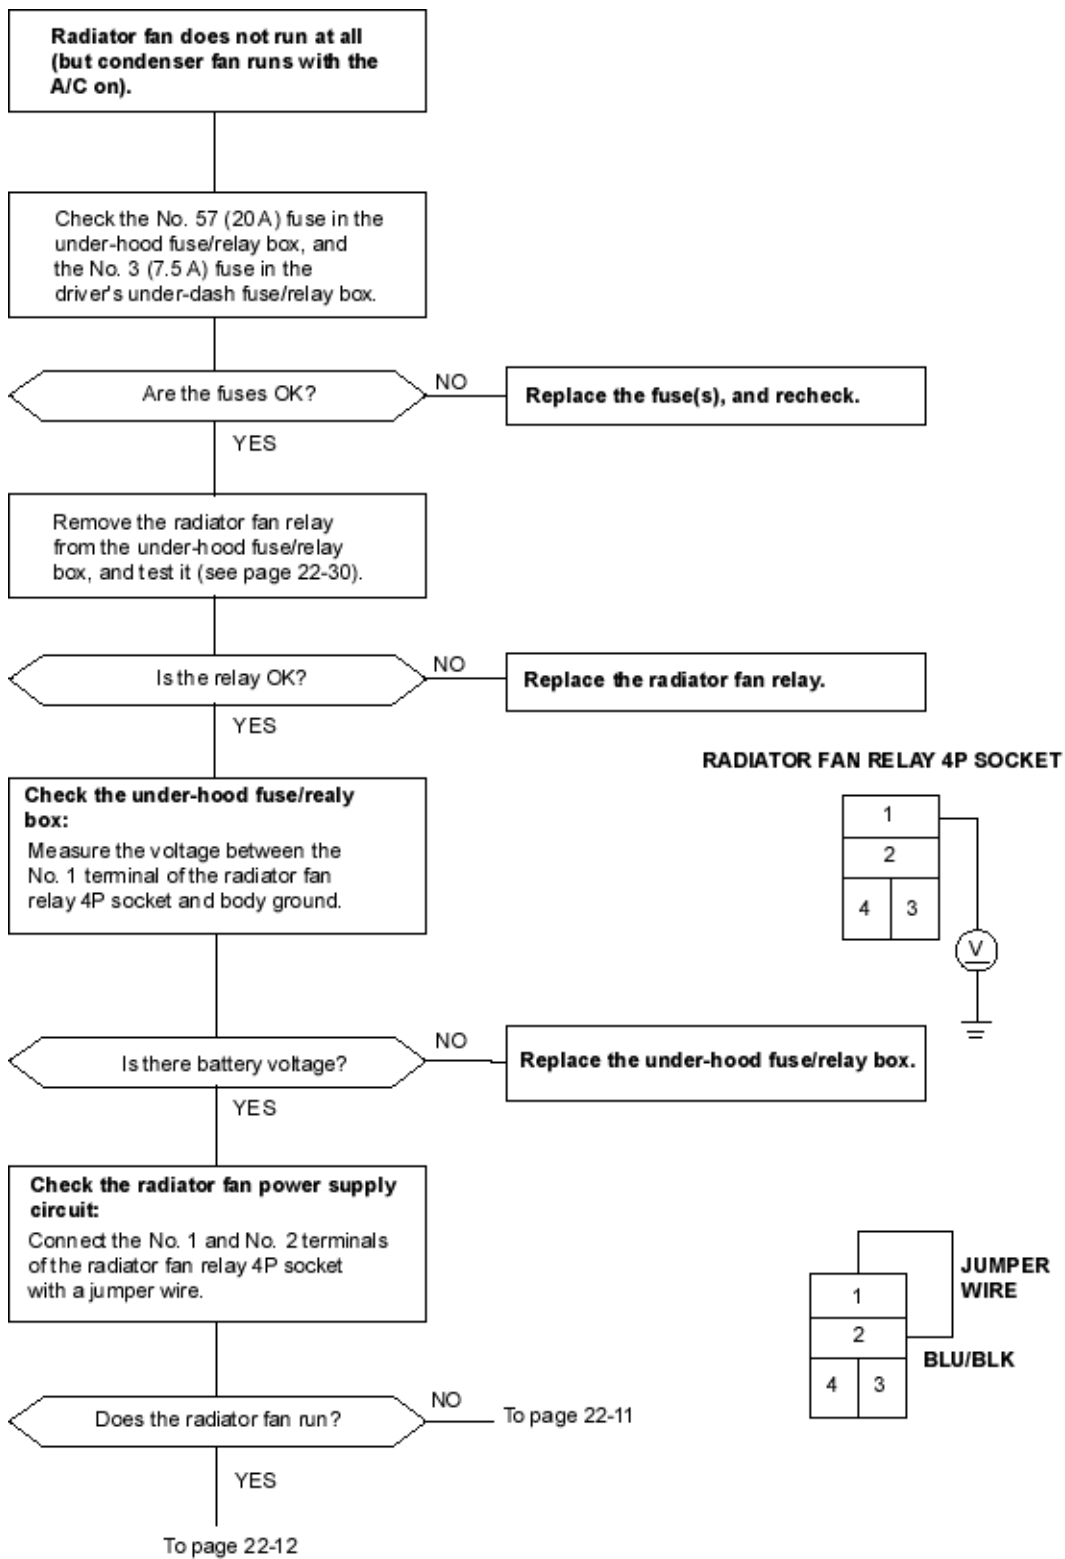 Radiator fan does not run at all
(but condenser fan runs with the
A/C on).
Check the No. 57 (20 A) fuse in the
under-hood fuse/relay box, and
the No. 3 (7.5 A) fuse in the
driver's under-dash fuse/relay box.
Are the fuses OK?
NO
Replace the fuse(s), and recheck.
YES
Remove the radiator fan relay
from the under-hood fuse/relay
box, and test it (see page 22-30).
Is the relay OK?
NO
Replace the radiator fan relay.
YES
RADIATOR FAN RELAY 4P SOCKET
Check the under-hood fuse/realy
box:
Measure the voltage between the
No. 1 terminal of the radiator fan
relay 4P socket and body ground.
1
2
4 3
V
Is there battery voltage?
NO
Replace the under-hood fuse/relay box.
YES
Check the radiator fan power supply
circuit:
Connect the No. 1 and No. 2 terminals
of the radiator fan relay 4P socket
with a jumper wire.
JUMPER
WIRE
1
2
BLU/BLK
4 3
Does the radiator fan run?
NO
To page 22-11
YES
To page 22-12